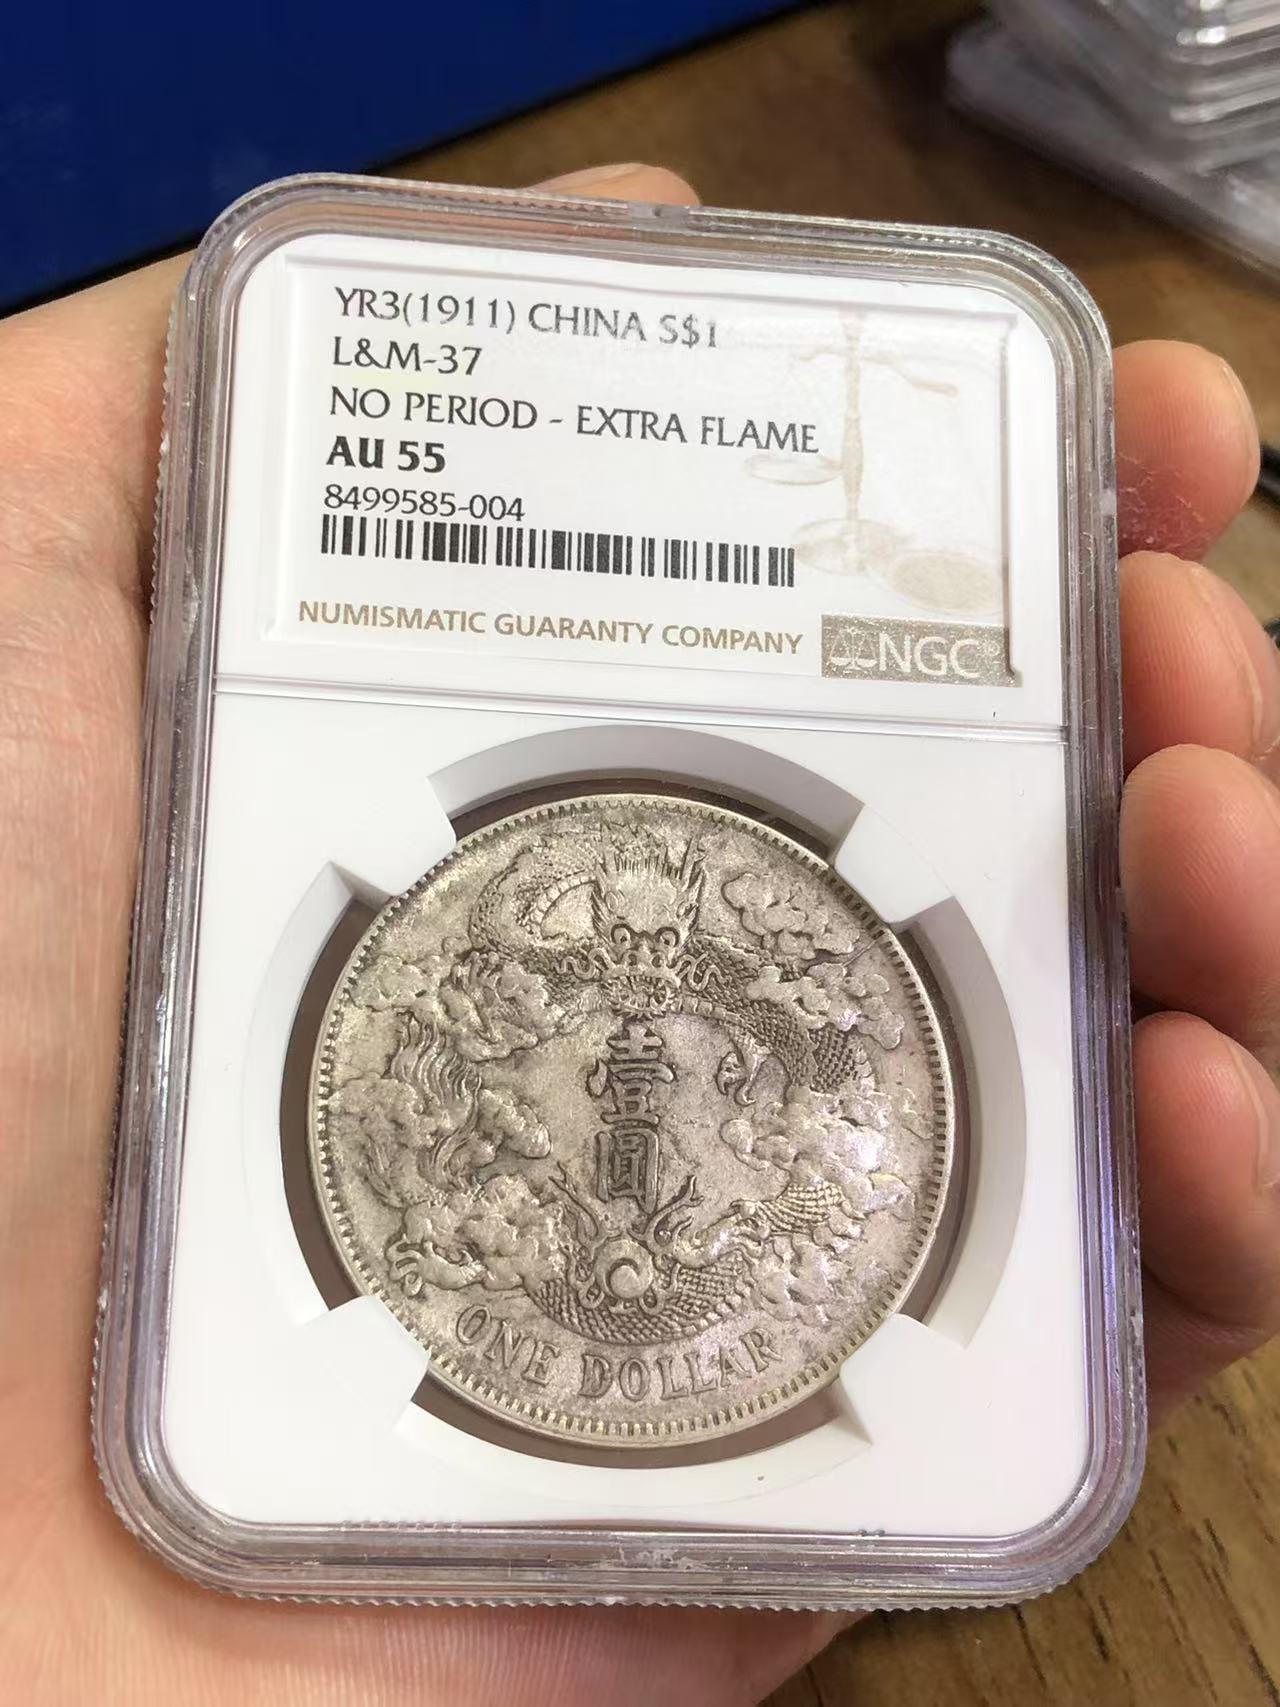 YR3(1911) CHINA S$1
L&M-37
NO PERIOD - EXTRA FLAME
AU 55
8499585-004
NUMISMATIC GUARANTY COMPANY
NGC®
壹
圓
ONE DOLLAR